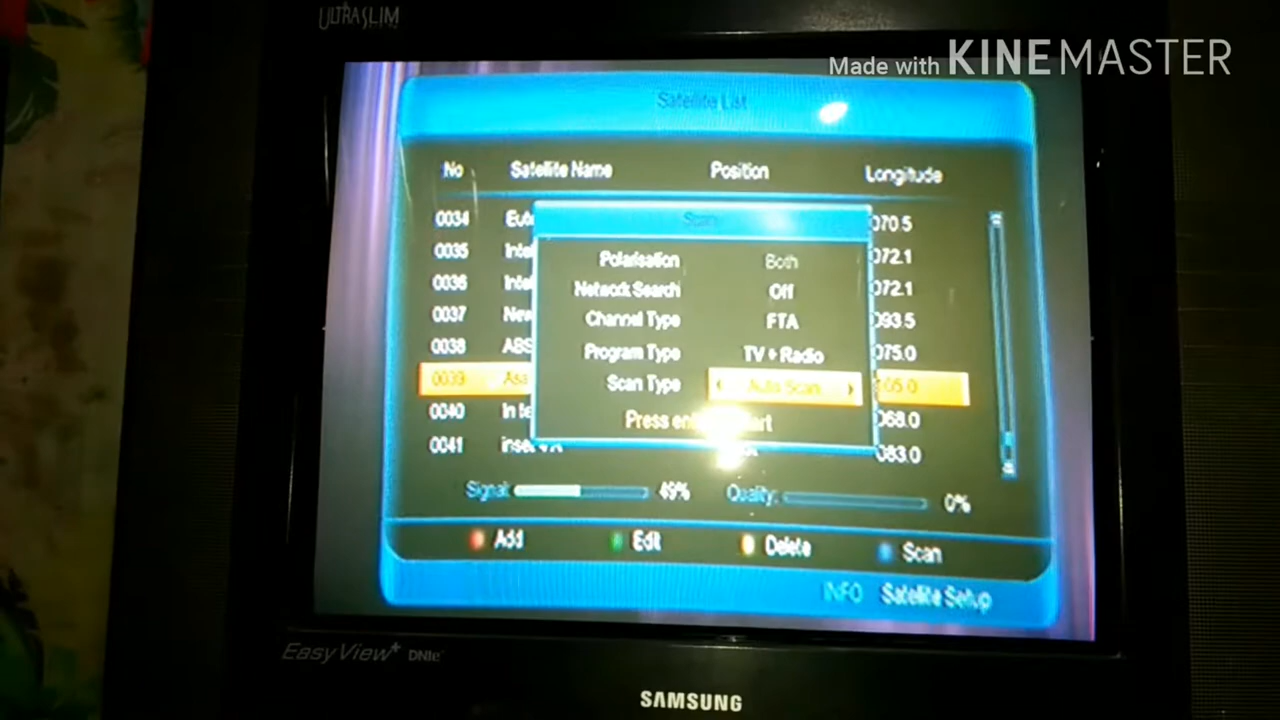 ULTRASLIM
Made with KINEMASTER
Satellite List
No Satellite Name Position Longitude
0034 070.5
0035 072.1
0036 072.1
0037 093.5
0038 ABS 075.0
0039
0040 068.0
0041 083.0
Scan
Polarisation Both
Network Search Off
Channel Type FTA
Program Type TV + Radio
Scan Type Auto Scan
Press
Signal: 49% Quality: 0%
Add Edit Delete Scan
INFO Satellite Setup
EasyView+ DNIe
SAMSUNG